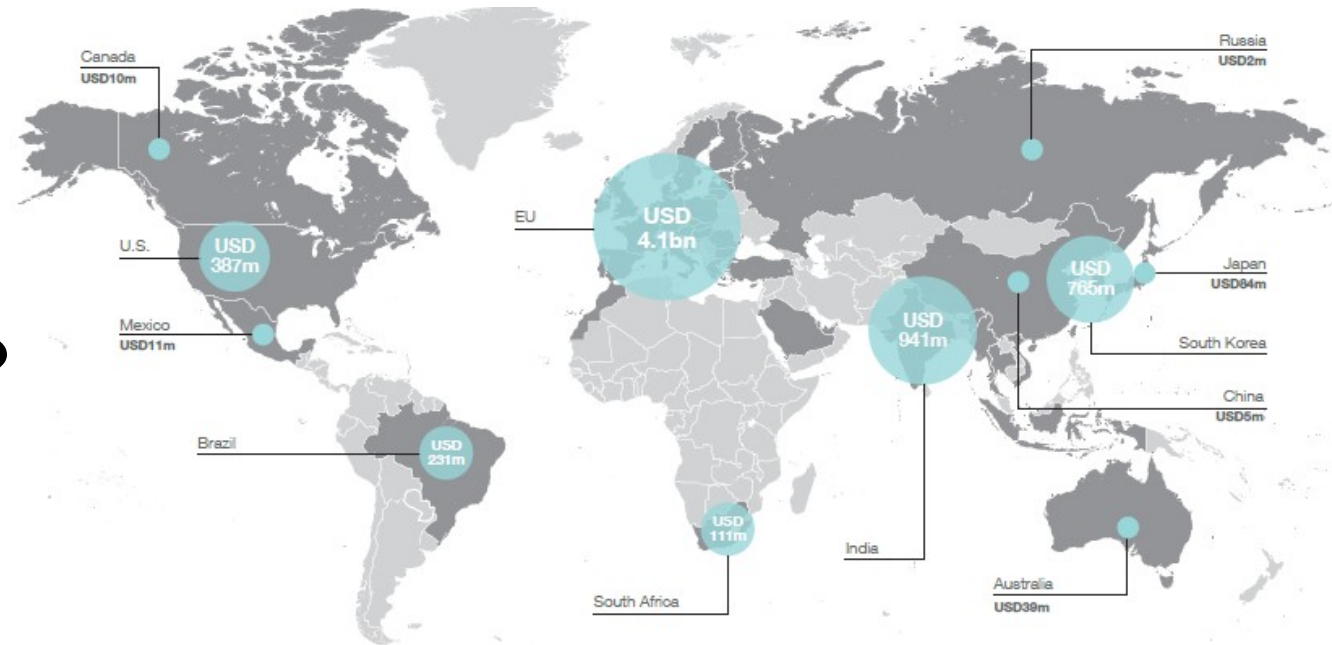 Canada
USD10m
Russia
USD2m
EU
USD
4.1bn
U.S.
USD
387m
Japan
USD84m
USD
765m
Mexico
USD11m
USD
941m
South Korea
China
USD5m
Brazil
USD
231m
USD
111m
India
Australia
USD39m
South Africa